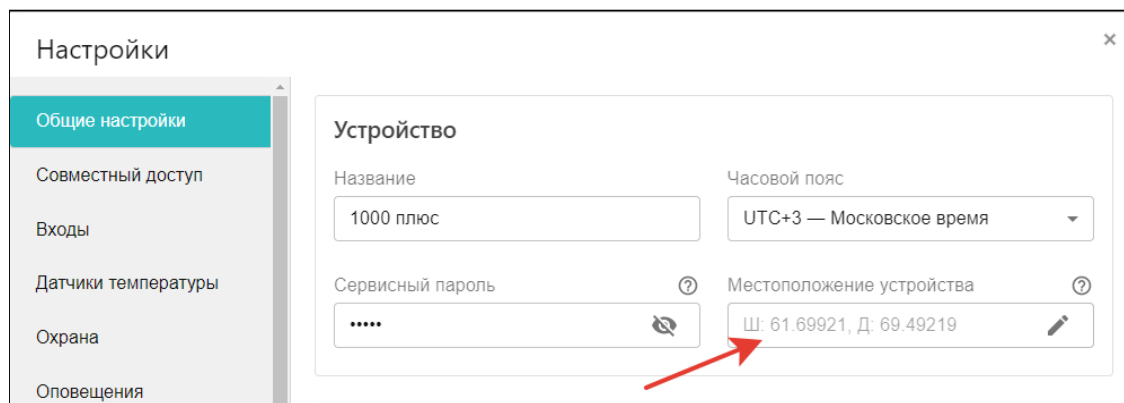 Настройки
Общие настройки
Совместный доступ
Входы
Датчики температуры
Охрана
Оповещения
Устройство
Название
Часовой пояс
1000 плюс
UTC+3 — Московское время
Сервисный пароль
Местоположение устройства
•••••
Ш: 61.69921, Д: 69.49219